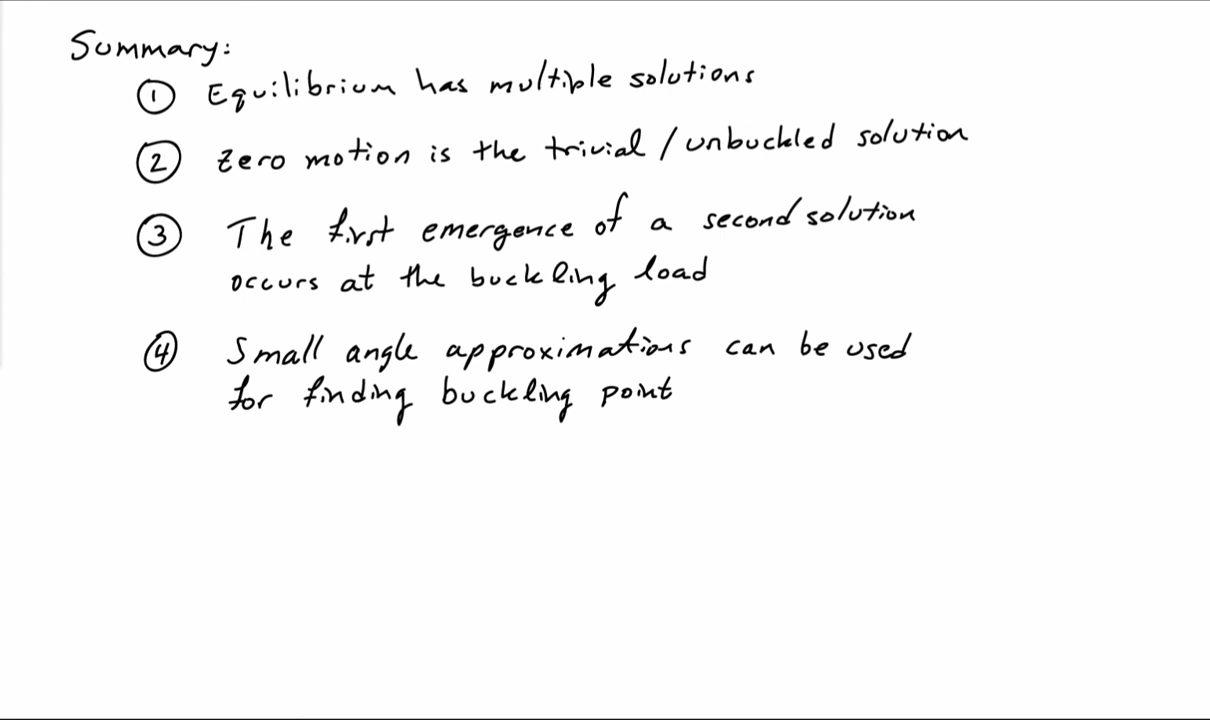 Summary:
① Equilibrium has multiple solutions
② Zero motion is the trivial / unbuckled solution
③ The first emergence of a second solution
occurs at the buckling load
④ Small angle approximations can be used
for finding buckling point